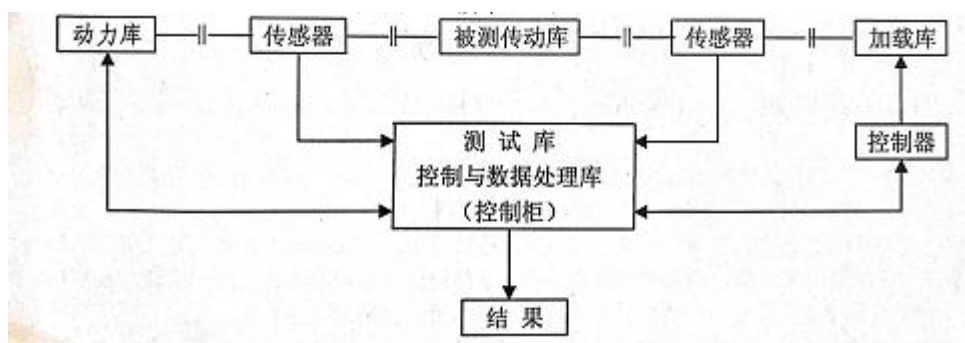 动力库
传感器
被测传动库
传感器
加载库
测 试 库
控制与数据处理库
（控制柜）
控制器
结 果